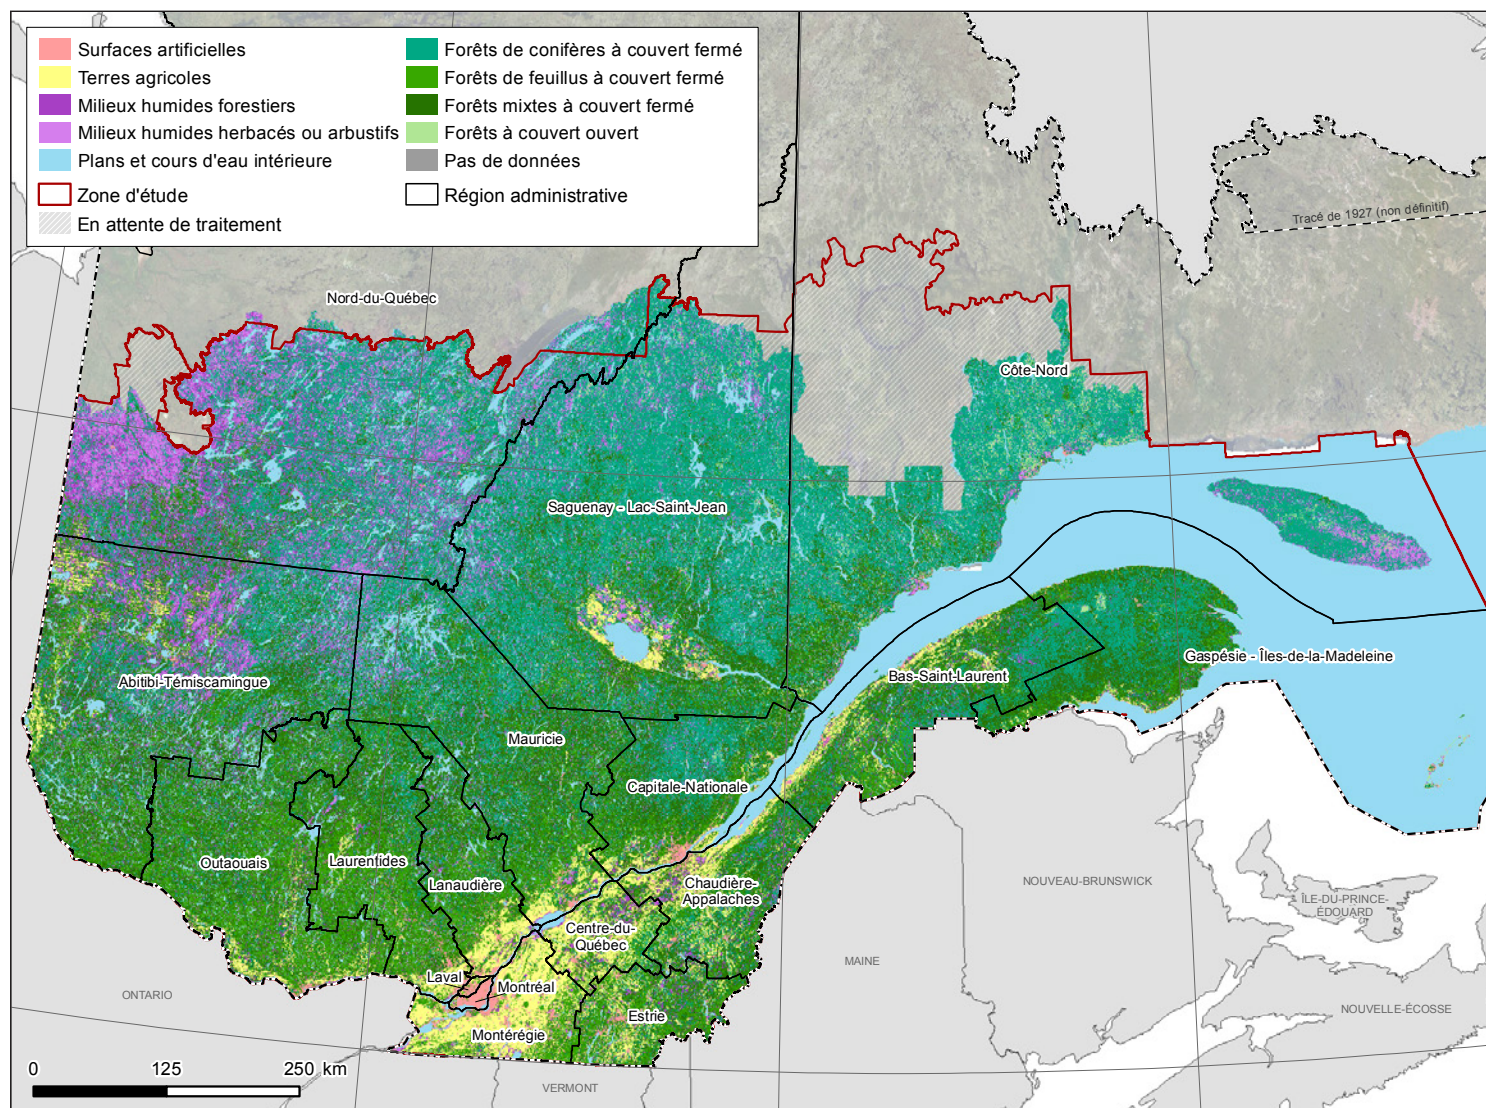 Surfaces artificielles
Terres agricoles
Milieux humides forestiers
Milieux humides herbacés ou arbustifs
Plans et cours d'eau intérieure
Zone d'étude
En attente de traitement
Forêts de conifères à couvert fermé
Forêts de feuillus à couvert fermé
Forêts mixtes à couvert fermé
Forêts à couvert ouvert
Pas de données
Région administrative
Tracé de 1927 (non définitif)
Nord-du-Québec
Côte-Nord
Saguenay - Lac-Saint-Jean
Abitibi-Témiscamingue
Bas-Saint-Laurent
Gaspésie - Îles-de-la-Madeleine
Mauricie
Capitale-Nationale
Outaouais
Laurentides
Lanaudière
Chaudière-
Appalaches
Centre-du-
Québec
Laval
Montréal
Montérégie
Estrie
ONTARIO
VERMONT
MAINE
NOUVEAU-BRUNSWICK
ÎLE-DU-PRINCE-
ÉDOUARD
NOUVELLE-ÉCOSSE
0 125 250 km